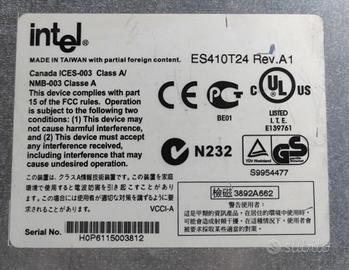 intel
ES410T24 Rev.A1
MADE IN TAIWAN with partial foreign content.
Canada ICES-003 Class A/
NMB-003 Classe A
This device complies with part
15 of the FCC rules. Operation
is subject to following two
conditions: (1) This device may
not cause harmful interference,
and (2) This device must accept
any interference received,
including interference that may
cause undesired operation.
CE
BE01
C UL US
LISTED
I. T. E.
E139761
N232
TÜV Rheinland
GS
S9954477
この装置は、クラスA情報技術装置です。この装置を家庭
環境で使用すると電波妨害を引き起こすことがあります。
この場合には使用者が適切な対策を講ずるよう要求される
ことがあります。
VCCI-A
檢磁 3892A662
Serial No.
H0P6115003812
subito